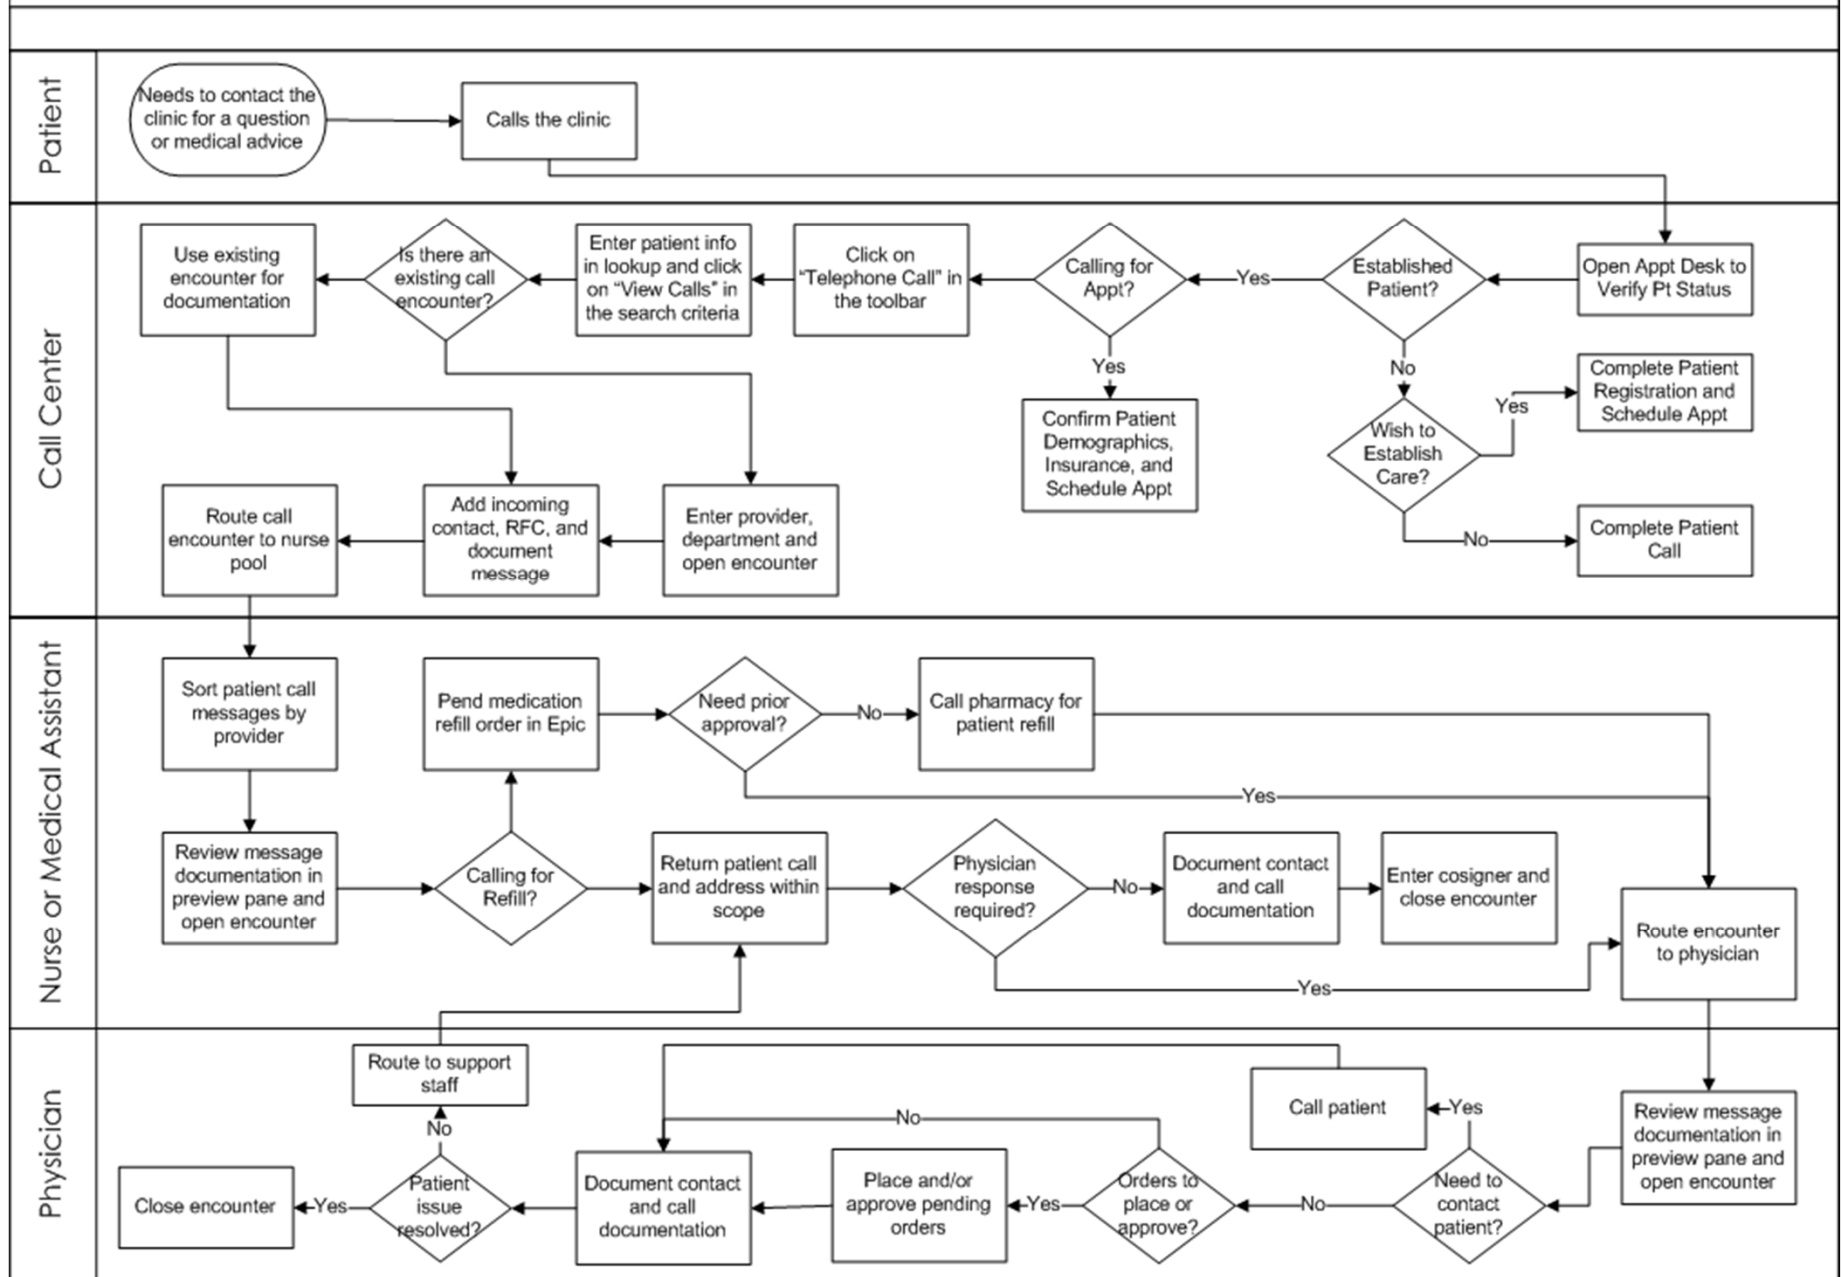 Patient
Needs to contact the
clinic for a question
or medical advice
Calls the clinic
Call Center
Use existing
encounter for
documentation
Is there an
existing call
encounter?
Enter patient info
in lookup and click
on “View Calls” in
the search criteria
Click on
“Telephone Call” in
the toolbar
Calling for
Appt?
Yes
Established
Patient?
Open Appt Desk to
Verify Pt Status
Yes
Confirm Patient
Demographics,
Insurance, and
Schedule Appt
No
Wish to
Establish
Care?
Yes
Complete Patient
Registration and
Schedule Appt
No
Complete Patient
Call
Route call
encounter to nurse
pool
Add incoming
contact, RFC, and
document
message
Enter provider,
department and
open encounter
Nurse or Medical Assistant
Sort patient call
messages by
provider
Pend medication
refill order in Epic
Need prior
approval?
No
Call pharmacy for
patient refill
Yes
Review message
documentation in
preview pane and
open encounter
Calling for
Refill?
Return patient call
and address within
scope
Physician
response
required?
No
Document contact
and call
documentation
Enter cosigner and
close encounter
Route encounter
to physician
Yes
Physician
Route to support
staff
No
Close encounter
Yes
Patient
issue
resolved?
Document contact
and call
documentation
No
Place and/or
approve pending
orders
Yes
Orders to
place or
approve?
No
Call patient
Yes
Need to
contact
patient?
Review message
documentation in
preview pane and
open encounter